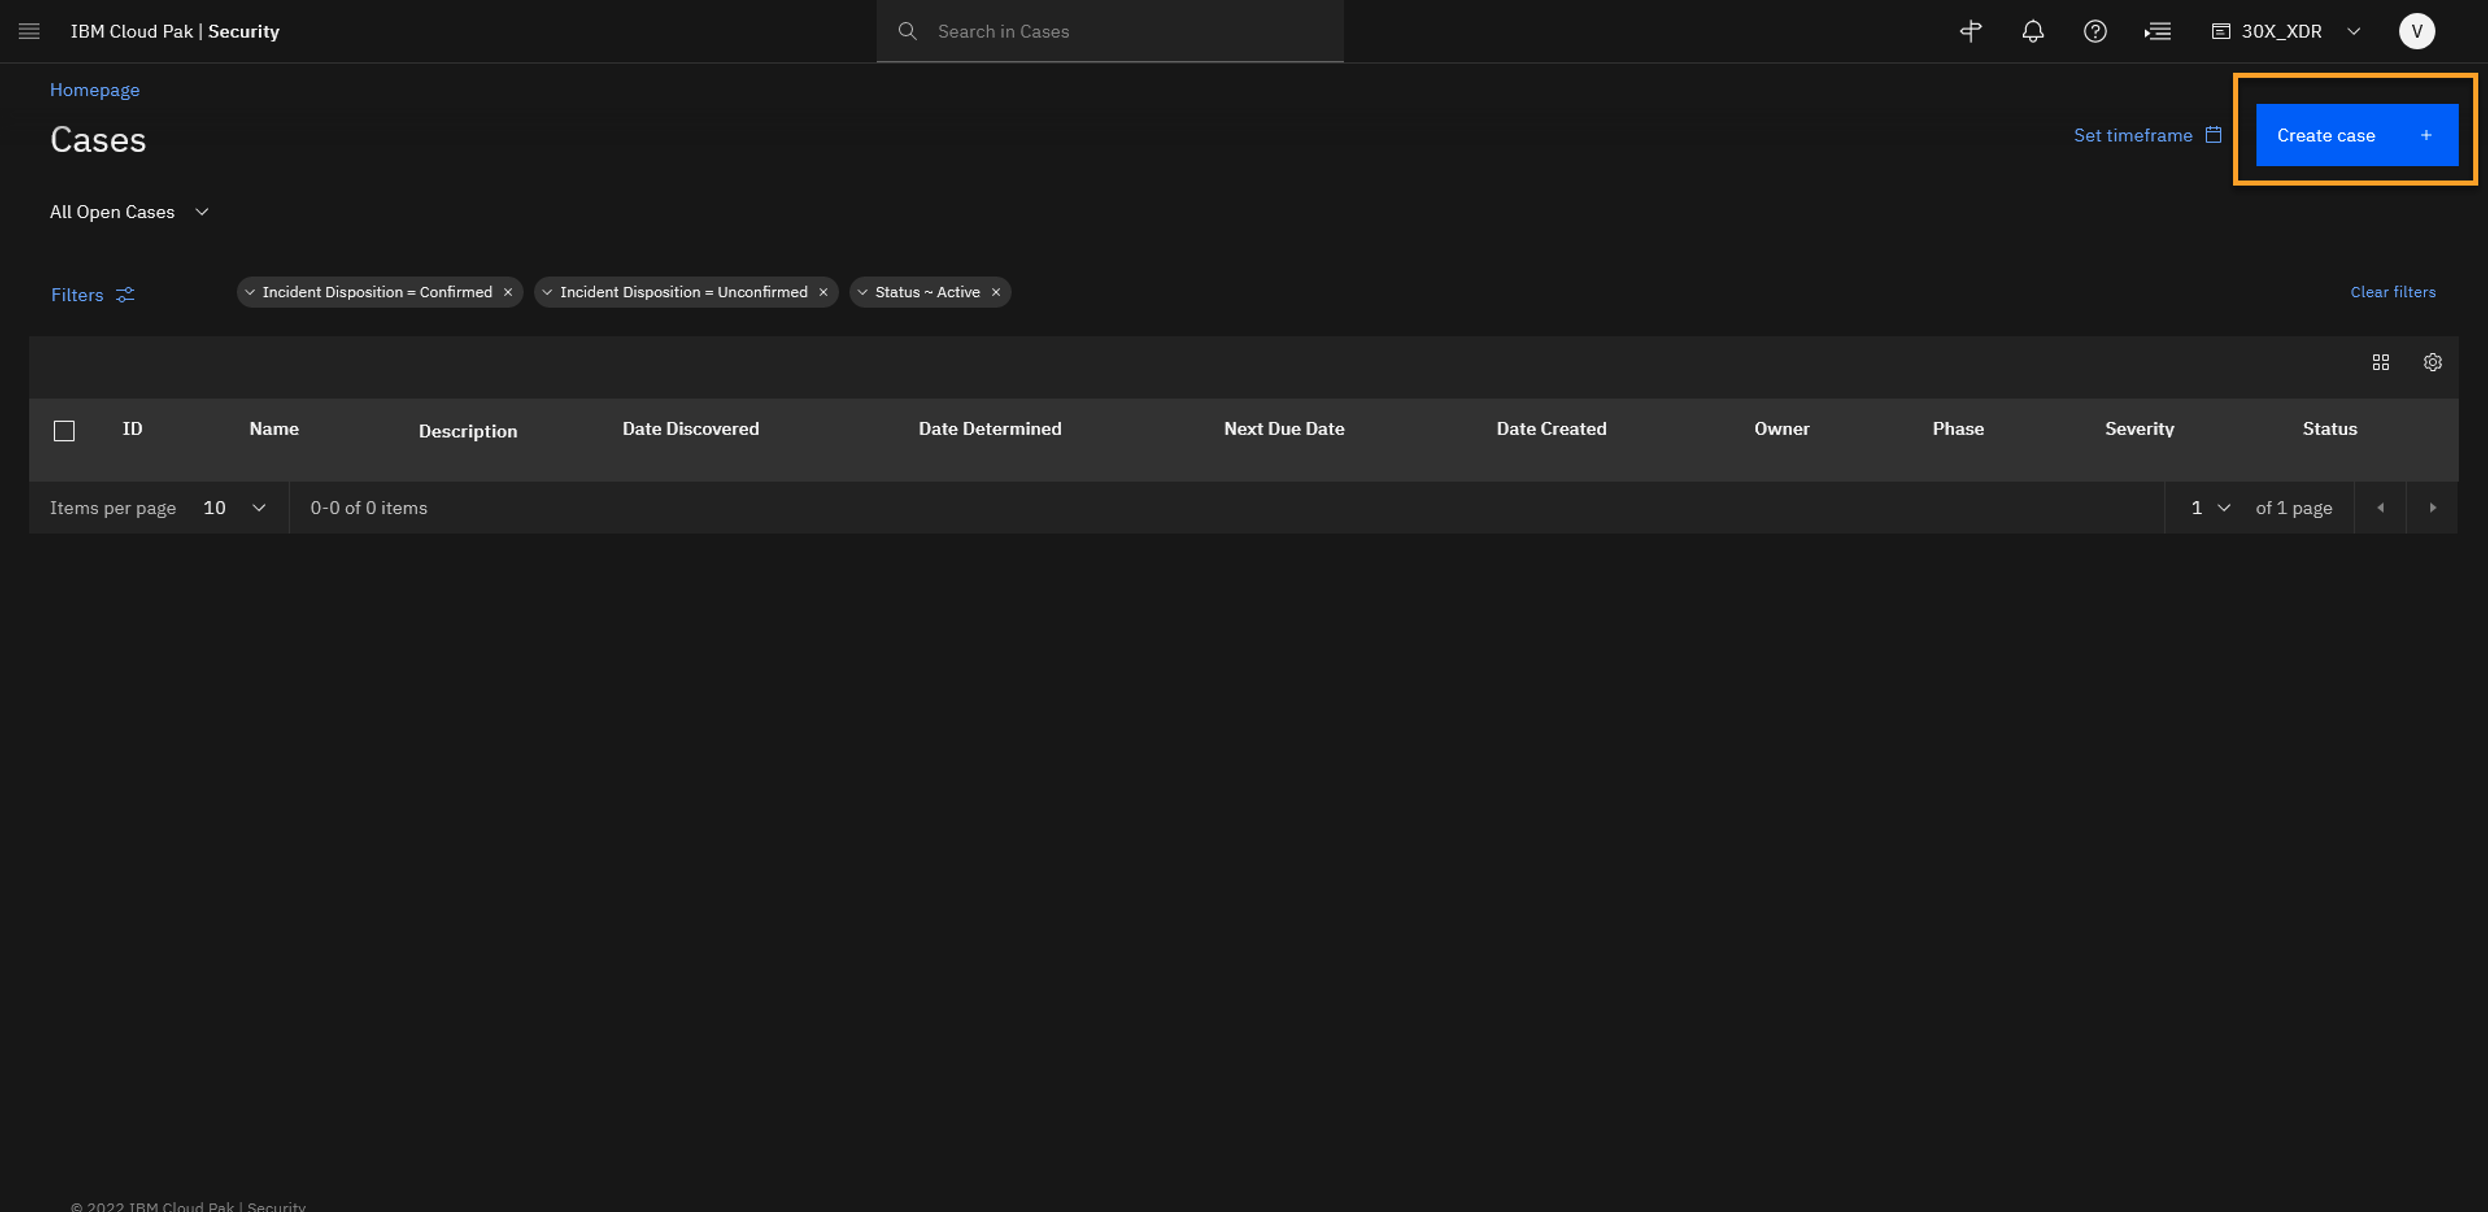 IBM Cloud Pak | Security
Search in Cases
30X_XDR
V
Homepage
Cases
Set timeframe
Create case +
All Open Cases
Filters
Incident Disposition = Confirmed ×
Incident Disposition = Unconfirmed ×
Status ~ Active ×
Clear filters
ID Name Description Date Discovered Date Determined Next Due Date Date Created Owner Phase Severity Status
Items per page 10 0-0 of 0 items 1 of 1 page
© 2022 IBM Cloud Pak | Security